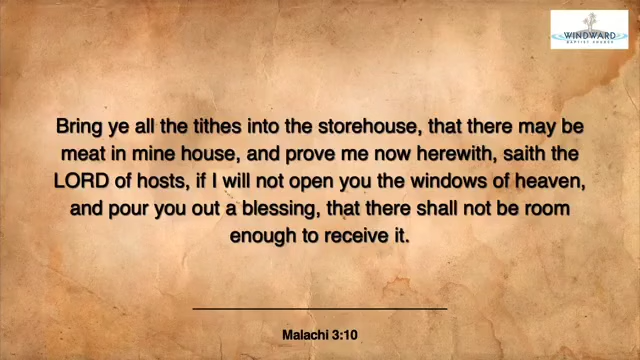 WINDWARD
BAPTIST CHURCH
Bring ye all the tithes into the storehouse, that there may be
meat in mine house, and prove me now herewith, saith the
LORD of hosts, if I will not open you the windows of heaven,
and pour you out a blessing, that there shall not be room
enough to receive it.
Malachi 3:10